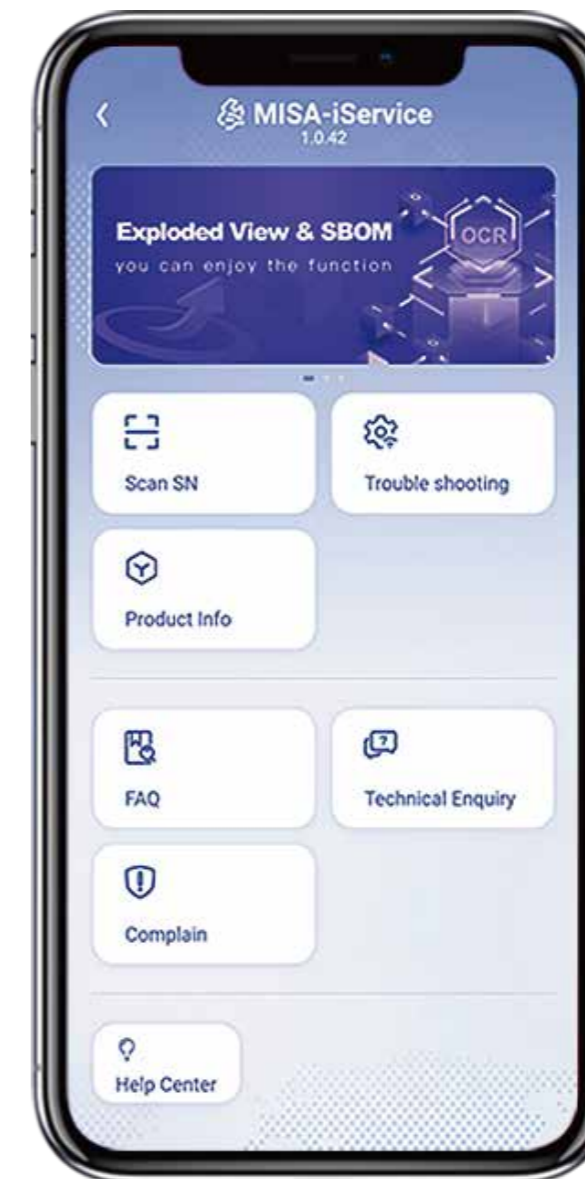 MISA-iService
1.0.42
Exploded View & SBOM
you can enjoy the function
OCR
Scan SN
Trouble shooting
Product Info
FAQ
Technical Enquiry
Complain
Help Center